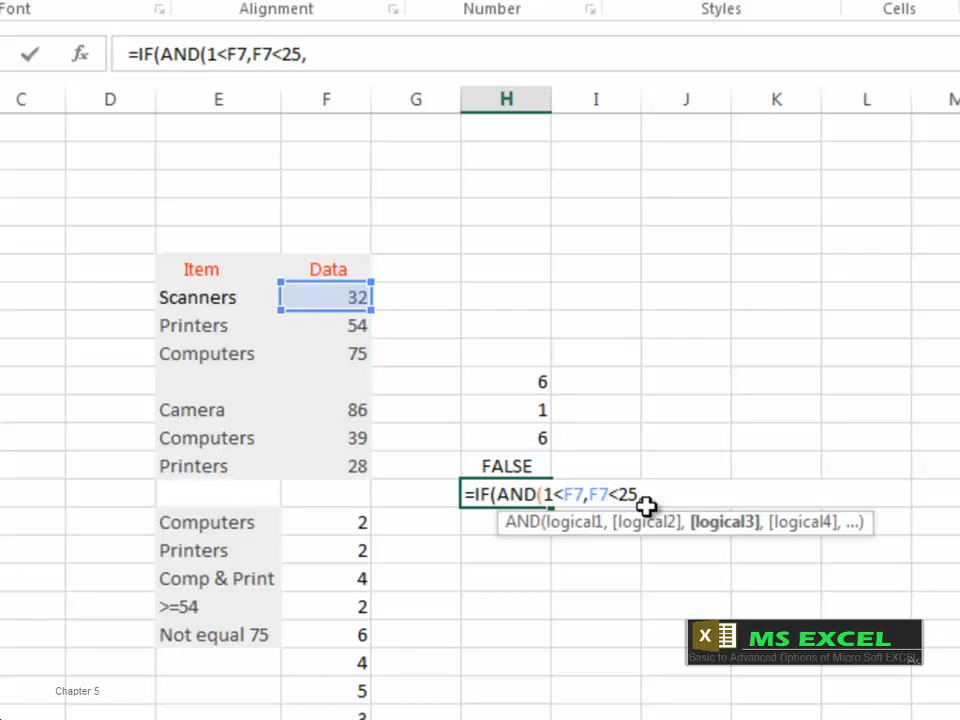 Font Alignment Number Styles Cells
fx =IF(AND(1<F7,F7<25,
C D E F G H I J K L M
Item Data
Scanners 32
Printers 54
Computers 75
6
Camera 86 1
Computers 39 6
Printers 28 FALSE
=IF(AND(1<F7,F7<25,
Computers 2 AND(logical1, [logical2], [logical3], [logical4], ...)
Printers 2
Comp & Print 4
>=54 2
Not equal 75 6
X MS EXCEL
Basic to Advanced Options of Micro Soft EXCEL
4
Chapter 5 5
3